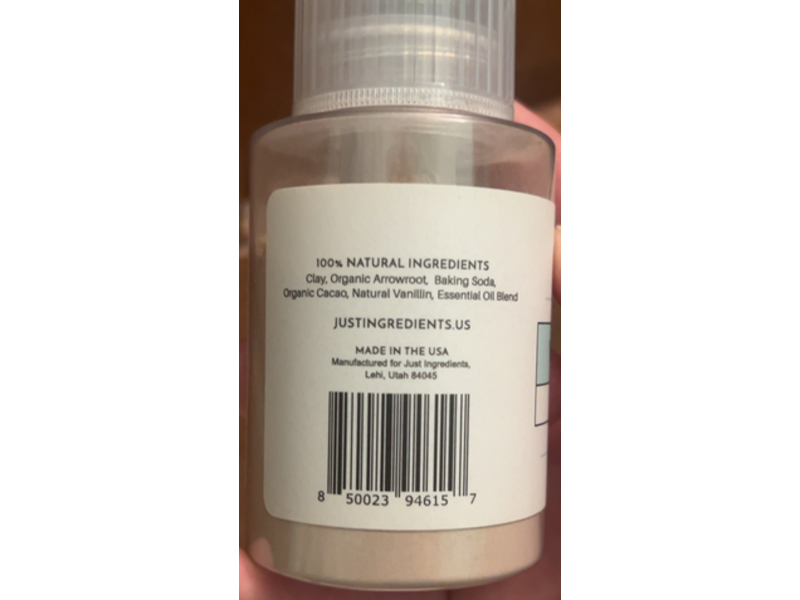 100% NATURAL INGREDIENTS
Clay, Organic Arrowroot, Baking Soda,
Organic Cacao, Natural Vanillin, Essential Oil Blend
JUSTINGREDIENTS.US
MADE IN THE USA
Manufactured for Just Ingredients,
Lehi, Utah 84045
8 50023 94615 7